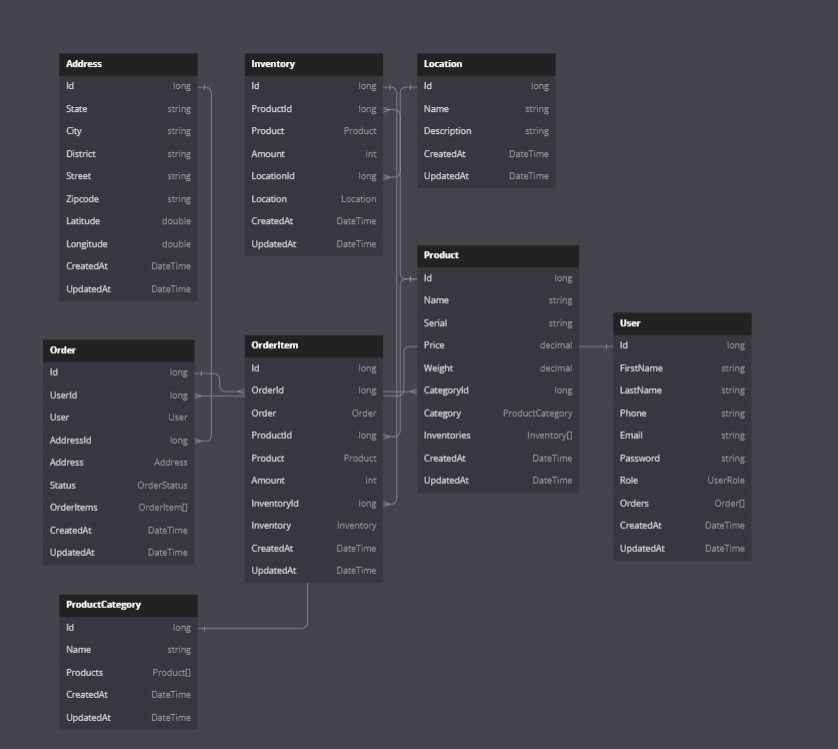 Address
Id long
State string
City string
District string
Street string
Zipcode string
Latitude double
Longitude double
CreatedAt DateTime
UpdatedAt DateTime
Inventory
Id long
ProductId long
Product Product
Amount int
LocationId long
Location Location
CreatedAt DateTime
UpdatedAt DateTime
Location
Id long
Name string
Description string
CreatedAt DateTime
UpdatedAt DateTime
Product
Id long
Name string
Serial string
Price decimal
Weight decimal
CategoryId long
Category ProductCategory
Inventories Inventory[]
CreatedAt DateTime
UpdatedAt DateTime
User
Id long
FirstName string
LastName string
Phone string
Email string
Password string
Role UserRole
Orders Order[]
CreatedAt DateTime
UpdatedAt DateTime
Order
Id long
UserId long
User User
AddressId long
Address Address
Status OrderStatus
OrderItems OrderItem[]
CreatedAt DateTime
UpdatedAt DateTime
OrderItem
Id long
OrderId long
Order Order
ProductId long
Product Product
Amount int
InventoryId long
Inventory Inventory
CreatedAt DateTime
UpdatedAt DateTime
ProductCategory
Id long
Name string
Products Product[]
CreatedAt DateTime
UpdatedAt DateTime